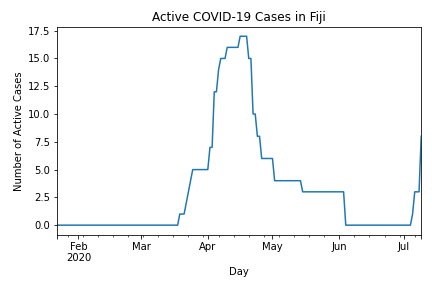 Active COVID-19 Cases in Fiji
17.5
15.0
12.5
10.0
7.5
5.0
2.5
0.0
Number of Active Cases
Feb Mar Apr May Jun Jul
2020
Day